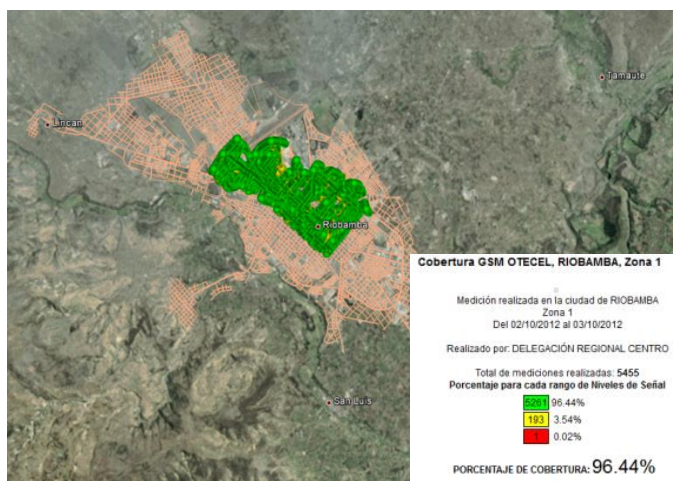 Tamaute
Lincan
Riobamba
San Luis
Cobertura GSM OTECEL, RIOBAMBA, Zona 1
Medición realizada en la ciudad de RIOBAMBA
Zona 1
Del 02/10/2012 al 03/10/2012
Realizado por: DELEGACIÓN REGIONAL CENTRO
Total de mediciones realizadas: 5455
Porcentaje para cada rango de Niveles de Señal
5261 96.44%
193 3.54%
1 0.02%
PORCENTAJE DE COBERTURA: 96.44%